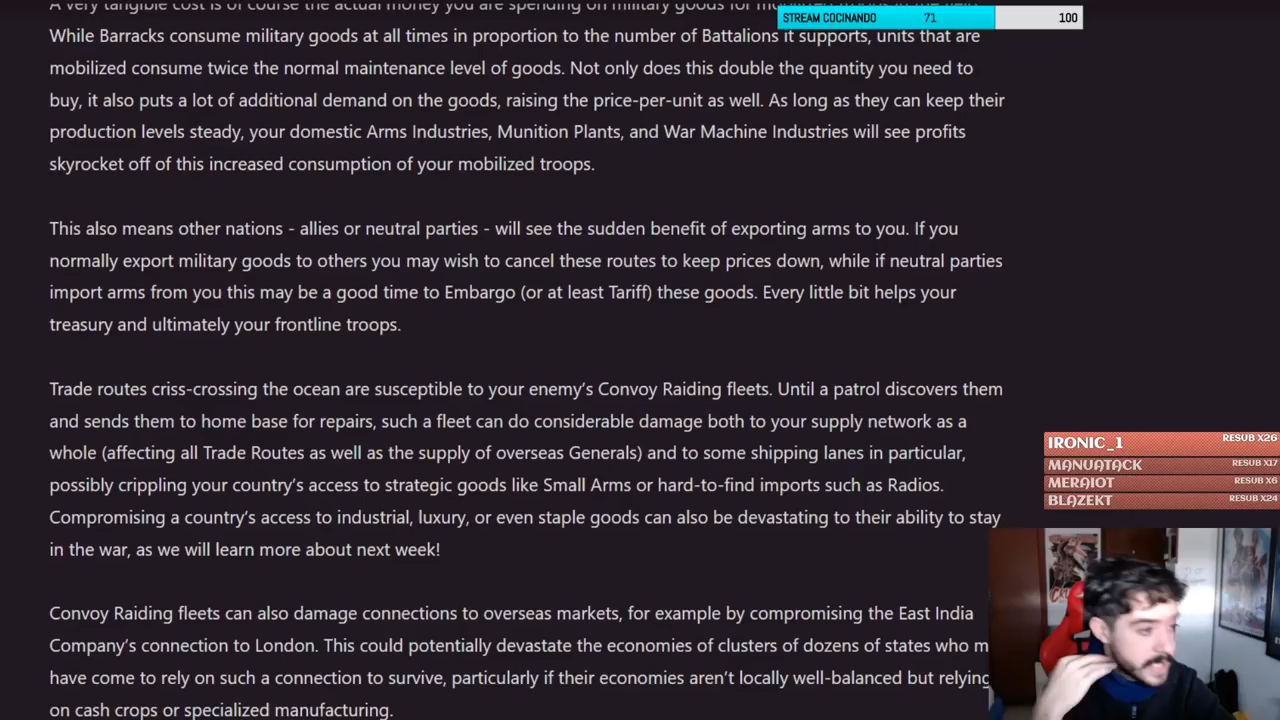 A very tangible cost is of course the actual money you are spending on military goods for mobilized
STREAM COCINANDO 71 100
While Barracks consume military goods at all times in proportion to the number of Battalions it supports, units that are
mobilized consume twice the normal maintenance level of goods. Not only does this double the quantity you need to
buy, it also puts a lot of additional demand on the goods, raising the price-per-unit as well. As long as they can keep their
production levels steady, your domestic Arms Industries, Munition Plants, and War Machine Industries will see profits
skyrocket off of this increased consumption of your mobilized troops.
This also means other nations - allies or neutral parties - will see the sudden benefit of exporting arms to you. If you
normally export military goods to others you may wish to cancel these routes to keep prices down, while if neutral parties
import arms from you this may be a good time to Embargo (or at least Tariff) these goods. Every little bit helps your
treasury and ultimately your frontline troops.
Trade routes criss-crossing the ocean are susceptible to your enemy's Convoy Raiding fleets. Until a patrol discovers them
and sends them to home base for repairs, such a fleet can do considerable damage both to your supply network as a
whole (affecting all Trade Routes as well as the supply of overseas Generals) and to some shipping lanes in particular,
possibly crippling your country's access to strategic goods like Small Arms or hard-to-find imports such as Radios.
Compromising a country's access to industrial, luxury, or even staple goods can also be devastating to their ability to stay
in the war, as we will learn more about next week!
IRONIC_1 RESUB X26
MANUATACK RESUB X17
MERAIOT RESUB X6
BLAZEKT RESUB X24
Convoy Raiding fleets can also damage connections to overseas markets, for example by compromising the East India
Company's connection to London. This could potentially devastate the economies of clusters of dozens of states who m
have come to rely on such a connection to survive, particularly if their economies aren't locally well-balanced but relying
on cash crops or specialized manufacturing.